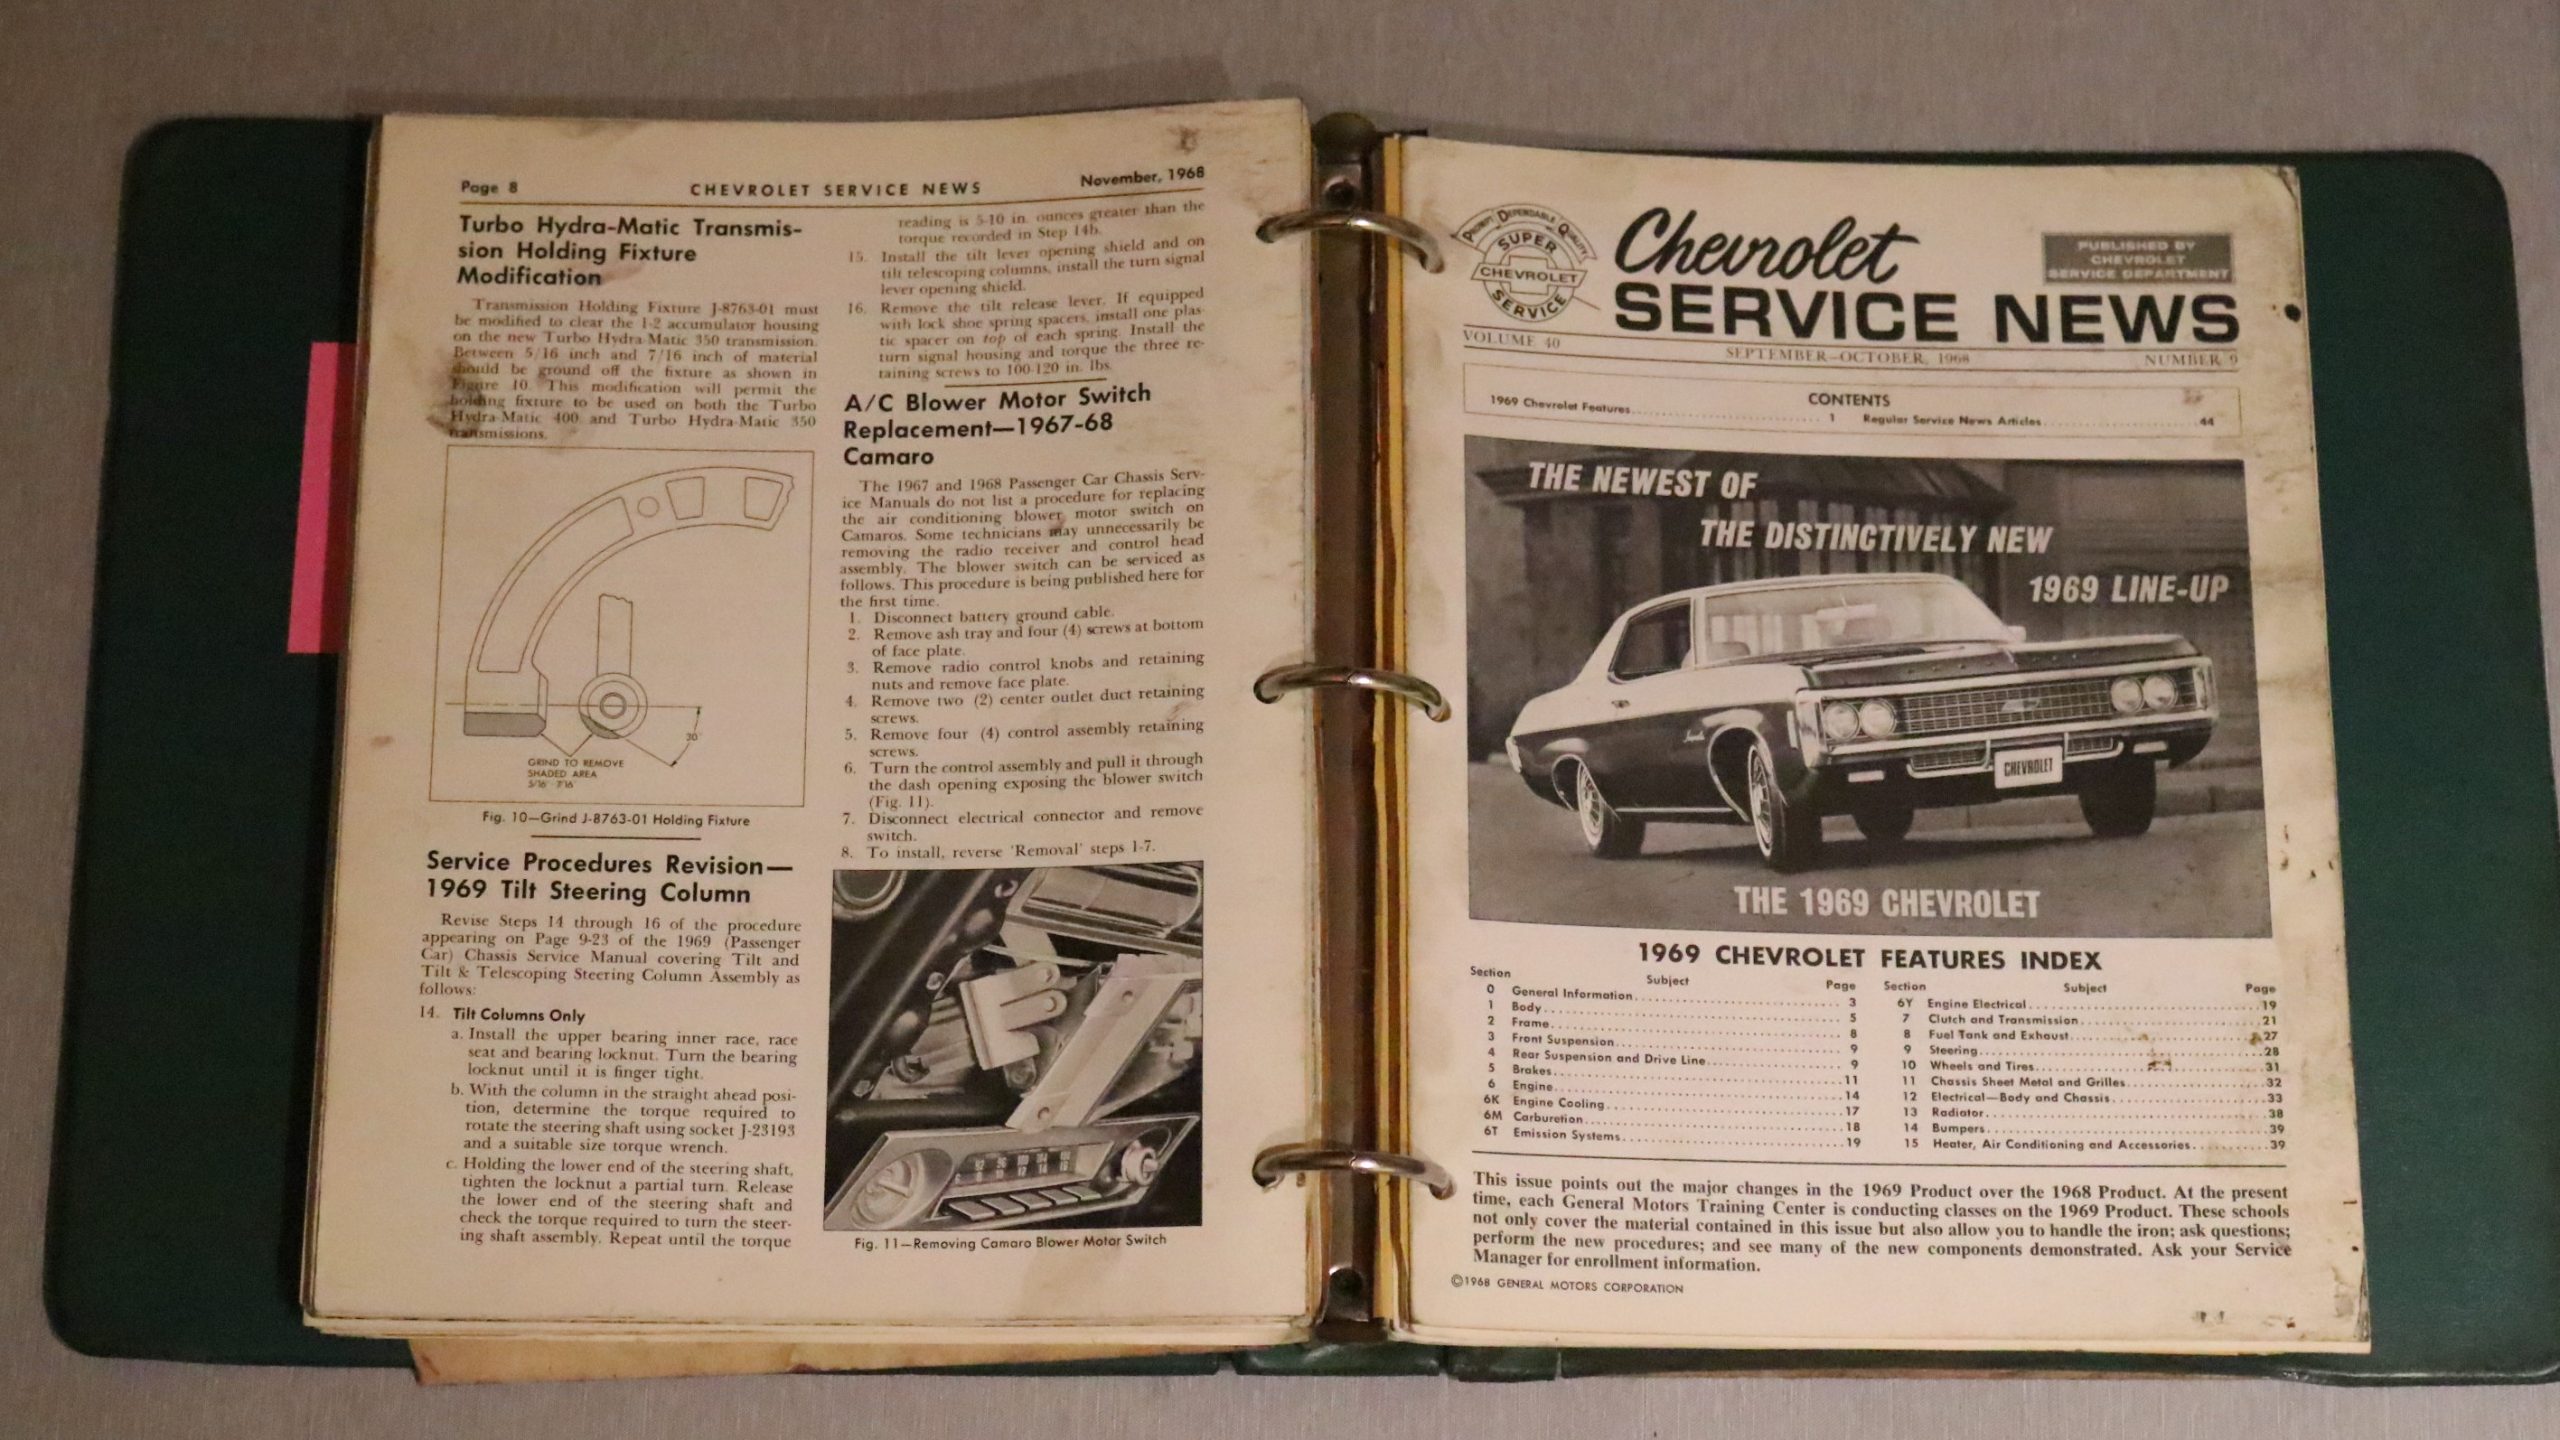 Page 8
CHEVROLET SERVICE NEWS
November, 1968
Turbo Hydra-Matic Transmis-
sion Holding Fixture
Modification
Transmission Holding Fixture J-8763-01 must
be modified to clear the 1-2 accumulator housing
on the new Turbo Hydra-Matic 350 transmission.
Between 5/16 inch and 7/16 inch of material
should be ground off the fixture as shown in
Figure 10. This modification will permit the
holding fixture to be used on both the Turbo
Hydra-Matic 400 and Turbo Hydra-Matic 350
transmissions.
30°
GRIND TO REMOVE
SHADED AREA
5/16 - 7/16
Fig. 10—Grind J-8763-01 Holding Fixture
Service Procedures Revision—
1969 Tilt Steering Column
Revise Steps 14 through 16 of the procedure
appearing on Page 9-23 of the 1969 (Passenger
Car) Chassis Service Manual covering Tilt and
Tilt & Telescoping Steering Column Assembly as
follows:
14. Tilt Columns Only
a. Install the upper bearing inner race, race
seat and bearing locknut. Turn the bearing
locknut until it is finger tight.
b. With the column in the straight ahead posi-
tion, determine the torque required to
rotate the steering shaft using socket J-23193
and a suitable size torque wrench.
c. Holding the lower end of the steering shaft,
tighten the locknut a partial turn. Release
the lower end of the steering shaft and
check the torque required to turn the steer-
ing shaft assembly. Repeat until the torque
reading is 5-10 in. ounces greater than the
torque recorded in Step 14b.
15. Install the tilt lever opening shield and on
tilt telescoping columns, install the turn signal
lever opening shield.
16. Remove the tilt release lever. If equipped
with lock shoe spring spacers, install one plas-
tic spacer on top of each spring. Install the
turn signal housing and torque the three re-
taining screws to 100-120 in. lbs.
A/C Blower Motor Switch
Replacement—1967-68
Camaro
The 1967 and 1968 Passenger Car Chassis Serv-
ice Manuals do not list a procedure for replacing
the air conditioning blower motor switch on
Camaros. Some technicians may unnecessarily be
removing the radio receiver and control head
assembly. The blower switch can be serviced as
follows. This procedure is being published here for
the first time.
1. Disconnect battery ground cable.
2. Remove ash tray and four (4) screws at bottom
of face plate.
3. Remove radio control knobs and retaining
nuts and remove face plate.
4. Remove two (2) center outlet duct retaining
screws.
5. Remove four (4) control assembly retaining
screws.
6. Turn the control assembly and pull it through
the dash opening exposing the blower switch
(Fig. 11).
7. Disconnect electrical connector and remove
switch.
8. To install, reverse 'Removal' steps 1-7.
Fig. 11—Removing Camaro Blower Motor Switch
PROMPT DEPENDABLE QUALITY
SUPER
CHEVROLET
SERVICE
Chevrolet
SERVICE NEWS
PUBLISHED BY
CHEVROLET
SERVICE DEPARTMENT
VOLUME 40
SEPTEMBER—OCTOBER, 1968
NUMBER 9
CONTENTS
1969 Chevrolet Features 1
Regular Service News Articles 44
THE NEWEST OF
THE DISTINCTIVELY NEW
1969 LINE-UP
CHEVROLET
THE 1969 CHEVROLET
1969 CHEVROLET FEATURES INDEX
Section Subject Page
0 General Information 3
1 Body 5
2 Frame 8
3 Front Suspension 9
4 Rear Suspension and Drive Line 9
5 Brakes 11
6 Engine 14
6K Engine Cooling 17
6M Carburetion 18
6T Emission Systems 19
Section Subject Page
6Y Engine Electrical 19
7 Clutch and Transmission 21
8 Fuel Tank and Exhaust 27
9 Steering 28
10 Wheels and Tires 31
11 Chassis Sheet Metal and Grilles 32
12 Electrical—Body and Chassis 33
13 Radiator 38
14 Bumpers 39
15 Heater, Air Conditioning and Accessories 39
This issue points out the major changes in the 1969 Product over the 1968 Product. At the present
time, each General Motors Training Center is conducting classes on the 1969 Product. These schools
not only cover the material contained in this issue but also allow you to handle the iron; ask questions;
perform the new procedures; and see many of the new components demonstrated. Ask your Service
Manager for enrollment information.
©1968 GENERAL MOTORS CORPORATION